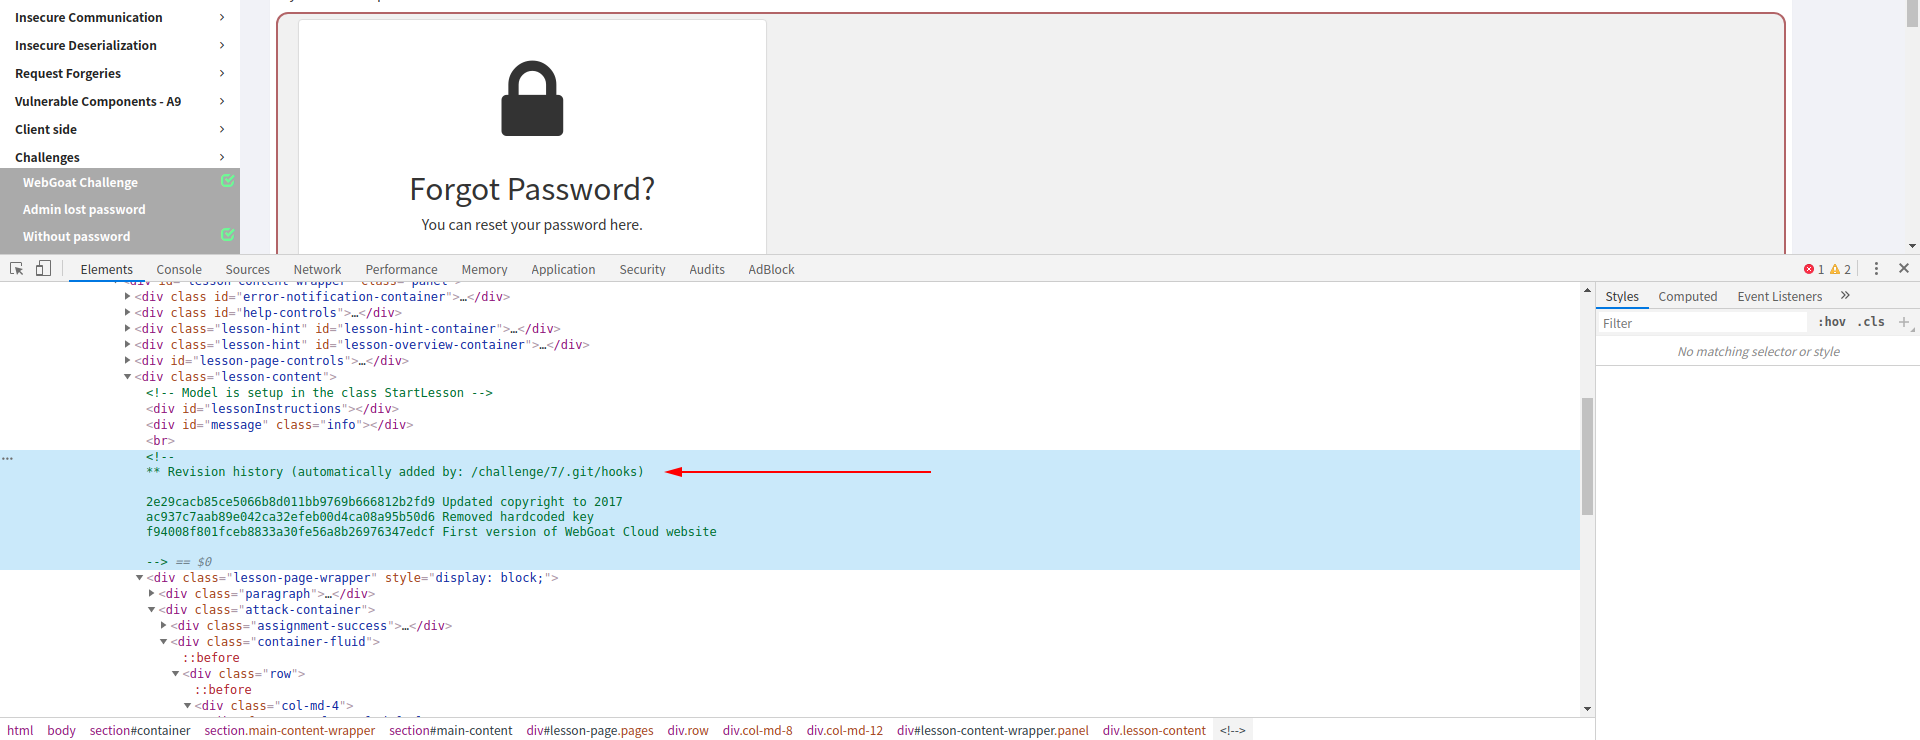 Insecure Communication
Insecure Deserialization
Request Forgeries
Vulnerable Components - A9
Client side
Challenges
WebGoat Challenge
Admin lost password
Without password
Forgot Password?
You can reset your password here.
Elements Console Sources Network Performance Memory Application Security Audits AdBlock 1 2
<div class id="error-notification-container">…</div>
<div class id="help-controls">…</div>
<div class="lesson-hint" id="lesson-hint-container">…</div>
<div class="lesson-hint" id="lesson-overview-container">…</div>
<div id="lesson-page-controls">…</div>
<div class="lesson-content">
<!-- Model is setup in the class StartLesson -->
<div id="lessonInstructions"></div>
<div id="message" class="info"></div>
<br>
<!--
** Revision history (automatically added by: /challenge/7/.git/hooks)
2e29cacb85ce5066b8d011bb9769b666812b2fd9 Updated copyright to 2017
ac937c7aab89e042ca32efeb00d4ca08a95b50d6 Removed hardcoded key
f94008f801fceb8833a30fe56a8b26976347edcf First version of WebGoat Cloud website
--> == $0
<div class="lesson-page-wrapper" style="display: block;">
<div class="paragraph">…</div>
<div class="attack-container">
<div class="assignment-success">…</div>
<div class="container-fluid">
::before
<div class="row">
::before
<div class="col-md-4">
Styles Computed Event Listeners »
Filter :hov .cls +
No matching selector or style
html body section#container section.main-content-wrapper section#main-content div#lesson-page.pages div.row div.col-md-8 div.col-md-12 div#lesson-content-wrapper.panel div.lesson-content <!-->